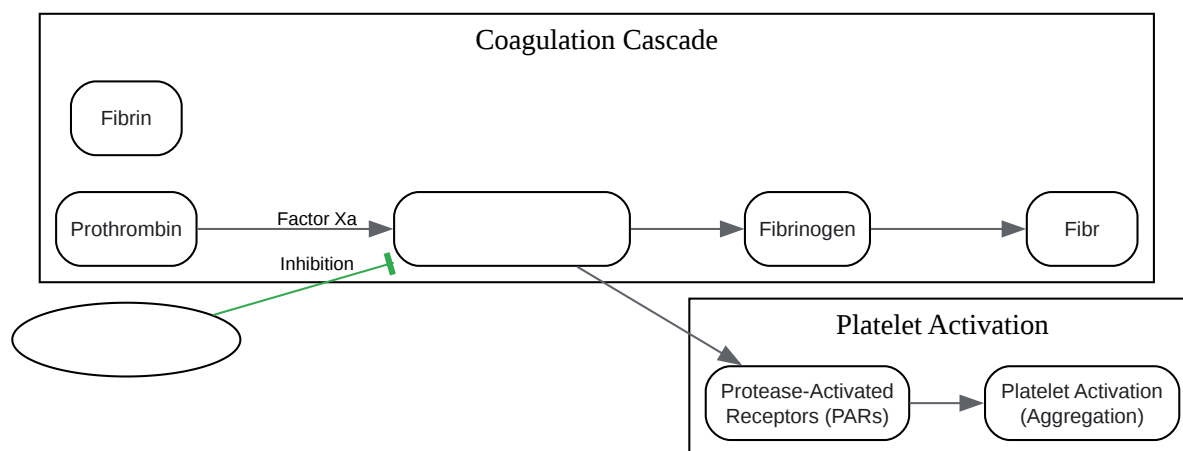 Coagulation Cascade
Fibrin
Prothrombin
Factor Xa
Fibrinogen
Fibr
Inhibition
Platelet Activation
Protease-Activated
Receptors (PARs)
Platelet Activation
(Aggregation)